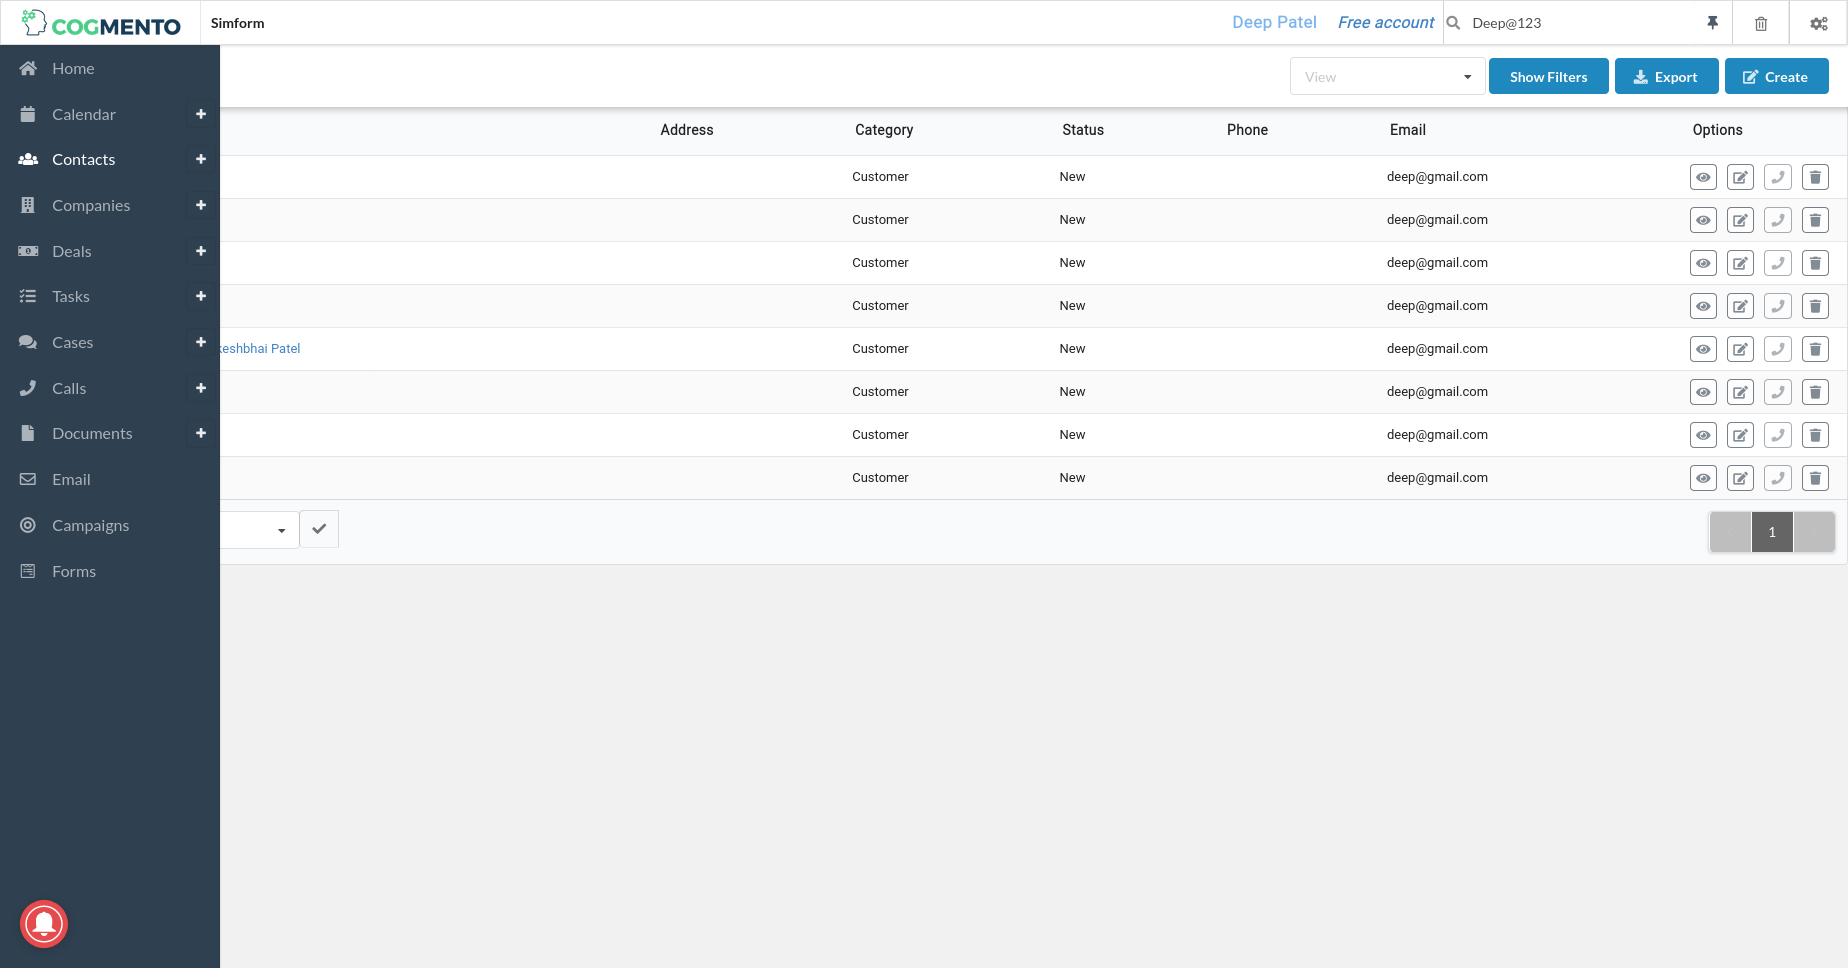 COGMENTO Simform Deep Patel Free account Deep@123
Home
View Show Filters Export Create
Calendar
Address Category Status Phone Email Options
Contacts
Customer New deep@gmail.com
Companies
Customer New deep@gmail.com
Deals
Customer New deep@gmail.com
Tasks
Customer New deep@gmail.com
Cases
keshbhai Patel Customer New deep@gmail.com
Calls
Customer New deep@gmail.com
Documents
Customer New deep@gmail.com
Email
Customer New deep@gmail.com
Campaigns
1
Forms